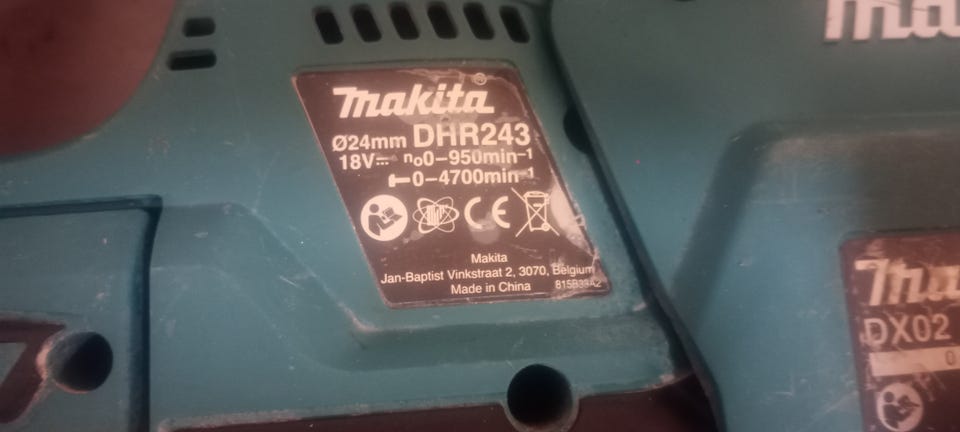 makita
®
Ø24mm DHR243
18V⎓ n₀0–950min⁻¹
0–4700min⁻¹
CE
Makita
Jan-Baptist Vinkstraat 2, 3070, Belgium
Made in China
DX02
0